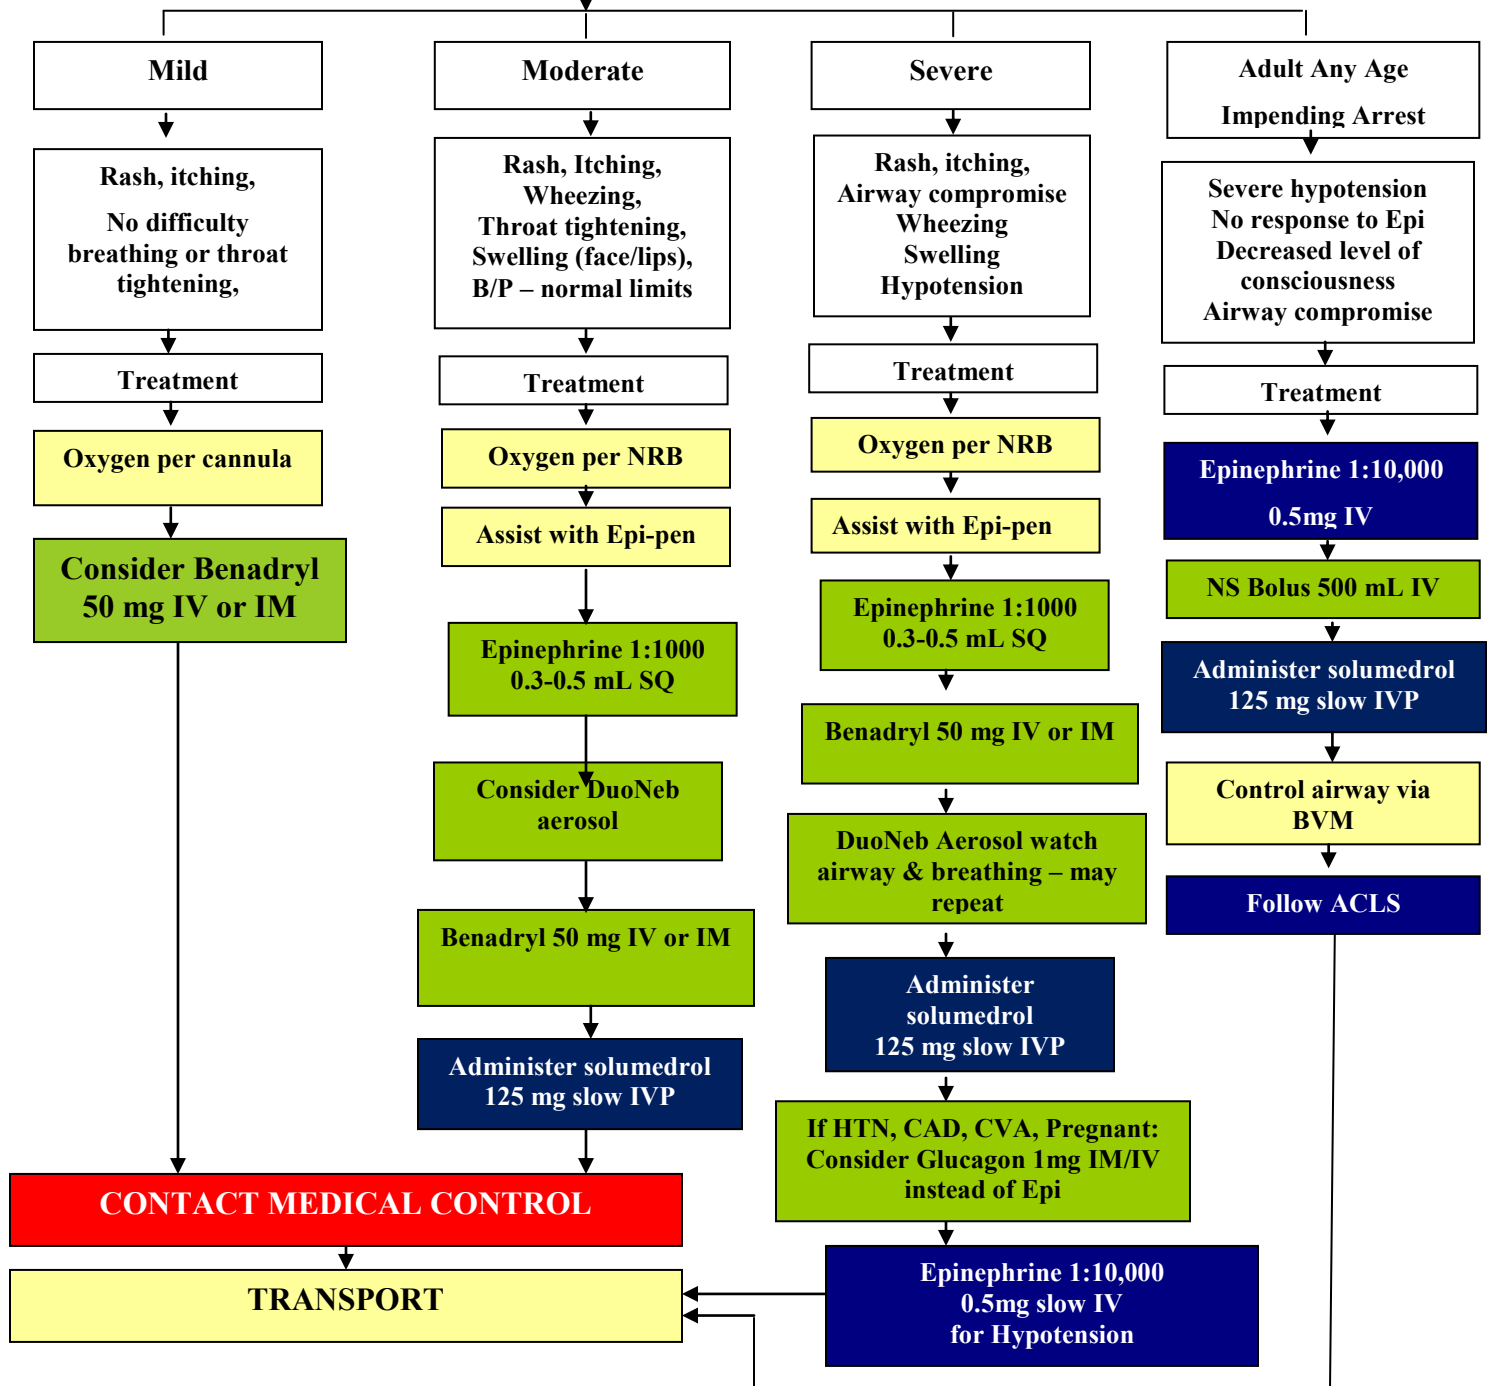 Mild
Rash, itching,
No difficulty
breathing or throat
tightening,
Treatment
Oxygen per cannula
Consider Benadryl
50 mg IV or IM
Moderate
Rash, Itching,
Wheezing,
Throat tightening,
Swelling (face/lips),
B/P – normal limits
Treatment
Oxygen per NRB
Assist with Epi-pen
Epinephrine 1:1000
0.3-0.5 mL SQ
Consider DuoNeb
aerosol
Benadryl 50 mg IV or IM
Administer solumedrol
125 mg slow IVP
CONTACT MEDICAL CONTROL
TRANSPORT
Severe
Rash, itching,
Airway compromise
Wheezing
Swelling
Hypotension
Treatment
Oxygen per NRB
Assist with Epi-pen
Epinephrine 1:1000
0.3-0.5 mL SQ
Benadryl 50 mg IV or IM
DuoNeb Aerosol watch
airway & breathing – may
repeat
Administer
solumedrol
125 mg slow IVP
If HTN, CAD, CVA, Pregnant:
Consider Glucagon 1mg IM/IV
instead of Epi
Epinephrine 1:10,000
0.5mg slow IV
for Hypotension
Adult Any Age
Impending Arrest
Severe hypotension
No response to Epi
Decreased level of
consciousness
Airway compromise
Treatment
Epinephrine 1:10,000
0.5mg IV
NS Bolus 500 mL IV
Administer solumedrol
125 mg slow IVP
Control airway via
BVM
Follow ACLS